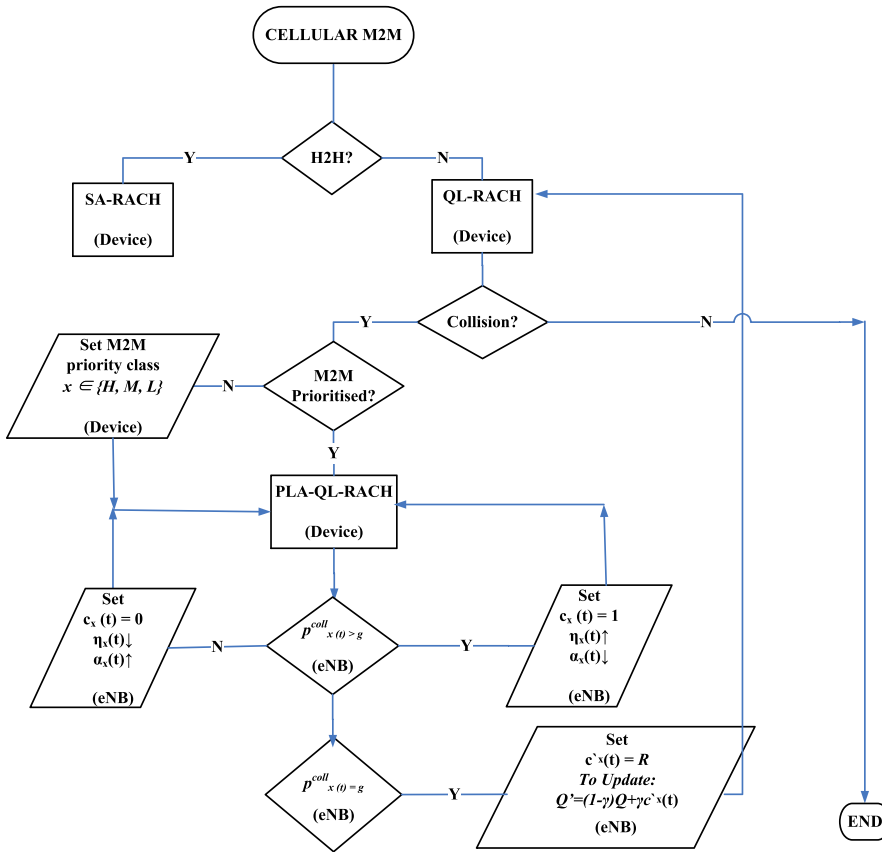 CELLULAR M2M
H2H?
Y
N
SA-RACH
(Device)
QL-RACH
(Device)
Collision?
Y
N
Set M2M
priority class
x ∈ {H, M, L}
(Device)
N
M2M
Prioritised?
Y
PLA-QL-RACH
(Device)
Set
cₓ (t) = 0
ηₓ(t)↓
αₓ(t)↑
(eNB)
N
p^coll x (t) > g
(eNB)
Y
Set
cₓ (t) = 1
ηₓ(t)↑
αₓ(t)↓
(eNB)
p^coll x (t) = g
(eNB)
Y
Set
c`ˣ(t) = R
To Update:
Q’=(1-γ)Q+γc`ˣ(t)
(eNB)
END